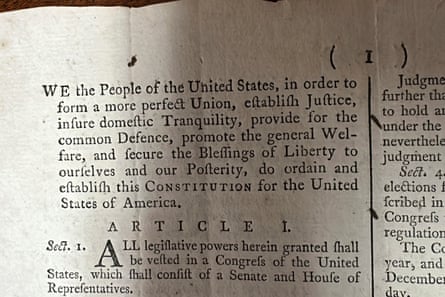 ( 1 )
WE the People of the United States, in order to
form a more perfect Union, eſtabliſh Juſtice,
inſure domeſtic Tranquility, provide for the
common Defence, promote the general Wel-
fare, and ſecure the Bleſſings of Liberty to
ourſelves and our Poſterity, do ordain and
eſtabliſh this CONSTITUTION for the United
States of America.
ARTICLE I.
Sect. 1. ALL legiſlative powers herein granted ſhall
be veſted in a Congreſs of the United
States, which ſhall conſiſt of a Senate and Houſe of
Repreſentatives.
Judgme
further tha
to hold an
under the
nevertheleſ
judgment
Sect. 4.
elections f
ſcribed in
Congreſs
regulation
The Co
year, and
December
day.